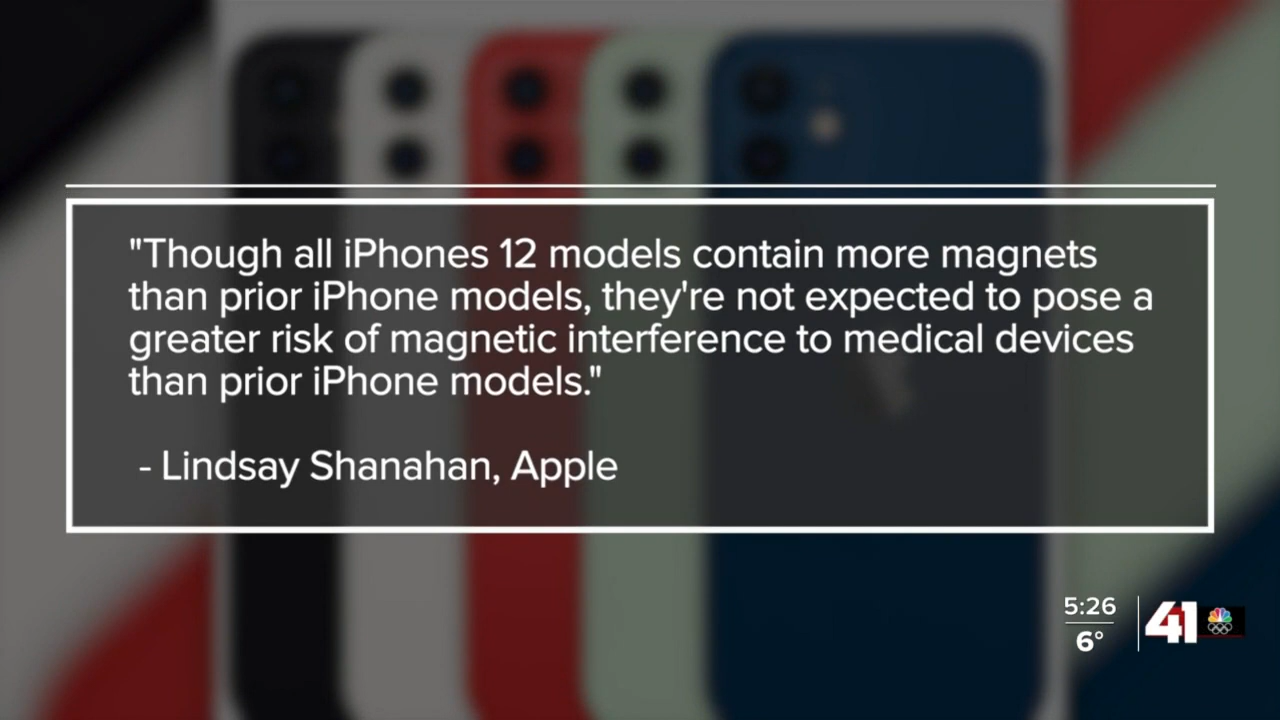 "Though all iPhones 12 models contain more magnets
than prior iPhone models, they're not expected to pose a
greater risk of magnetic interference to medical devices
than prior iPhone models."
- Lindsay Shanahan, Apple
5:26
6°
41